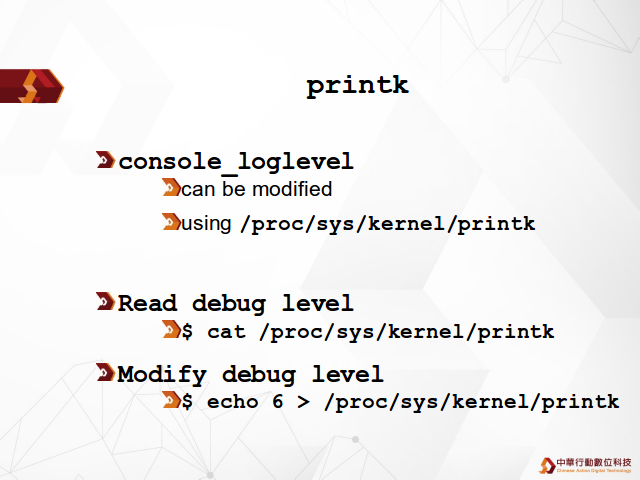 printk
console_loglevel
can be modified
using /proc/sys/kernel/printk
Read debug level
$ cat /proc/sys/kernel/printk
Modify debug level
$ echo 6 > /proc/sys/kernel/printk
中華行動數位科技
Chinese Action Digital Technology